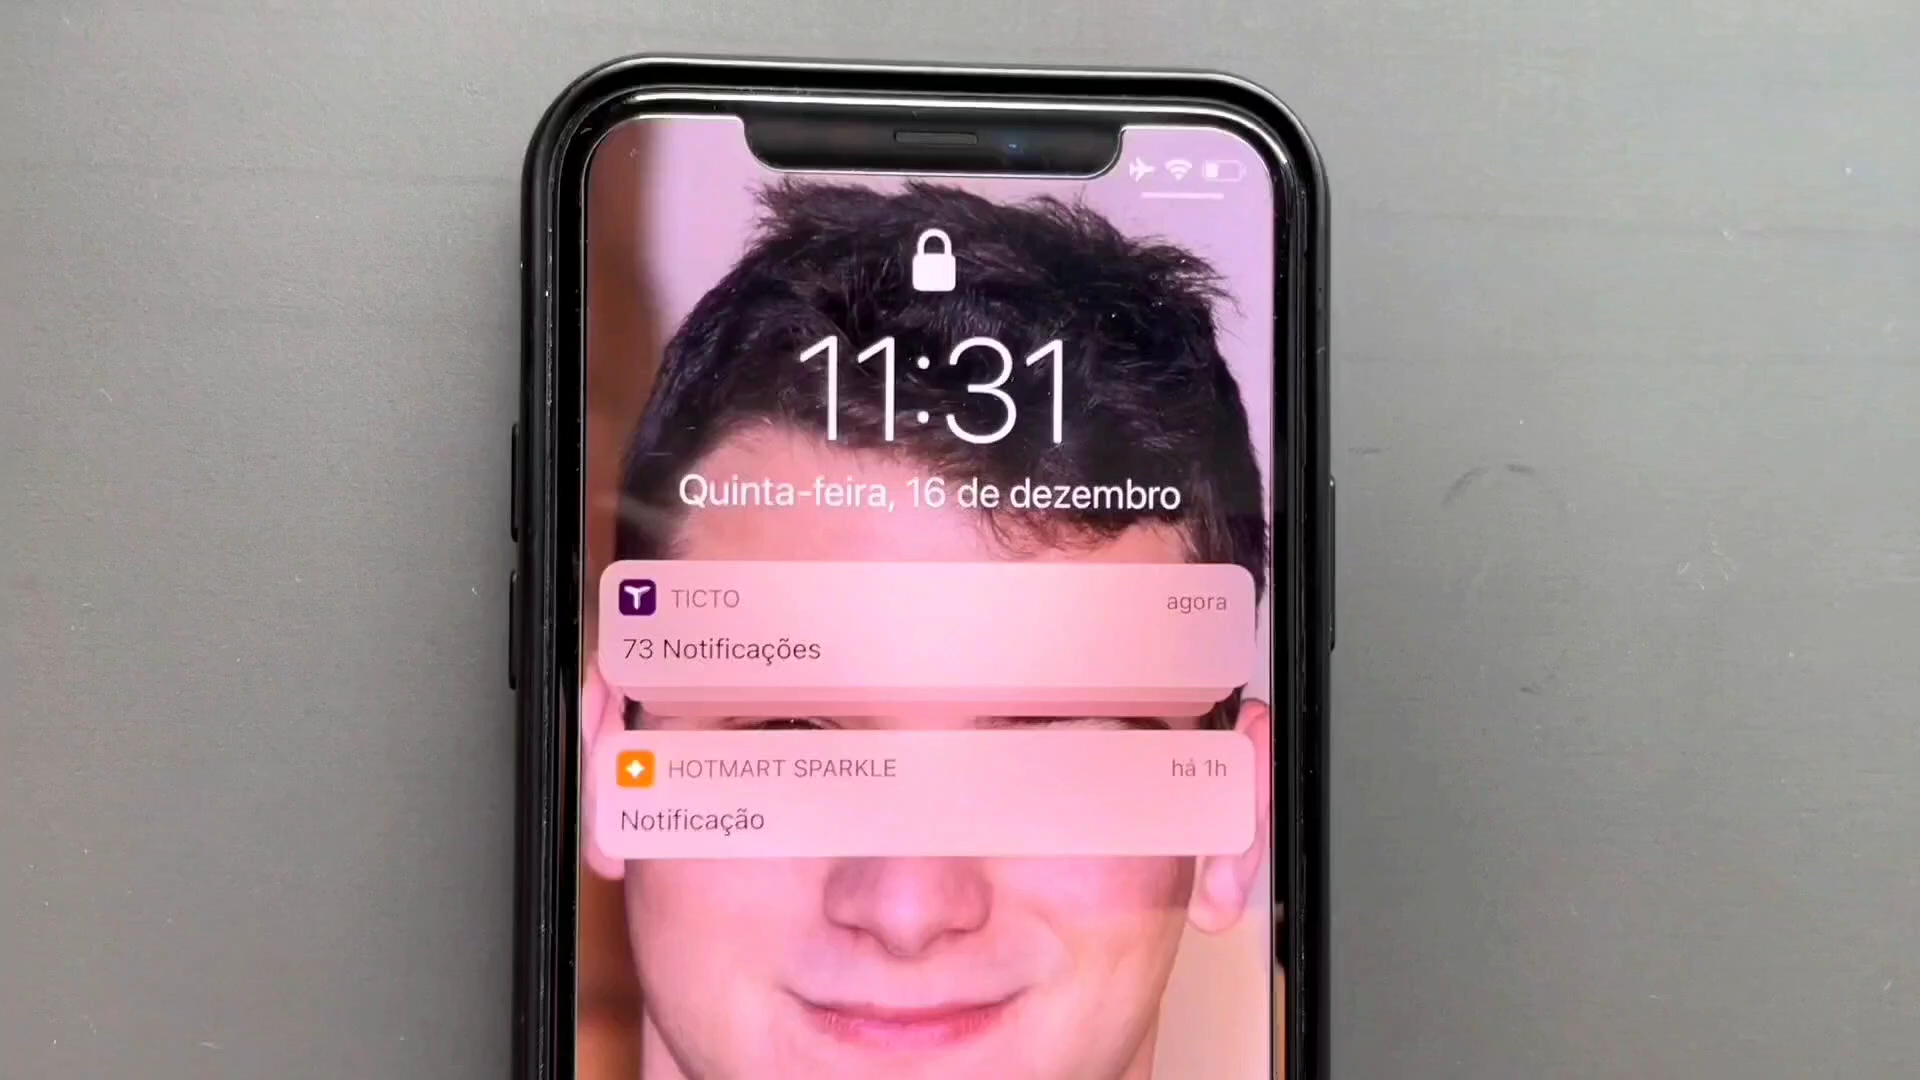 11:31
Quinta-feira, 16 de dezembro
TICTO
agora
73 Notificações
HOTMART SPARKLE
há 1h
Notificação